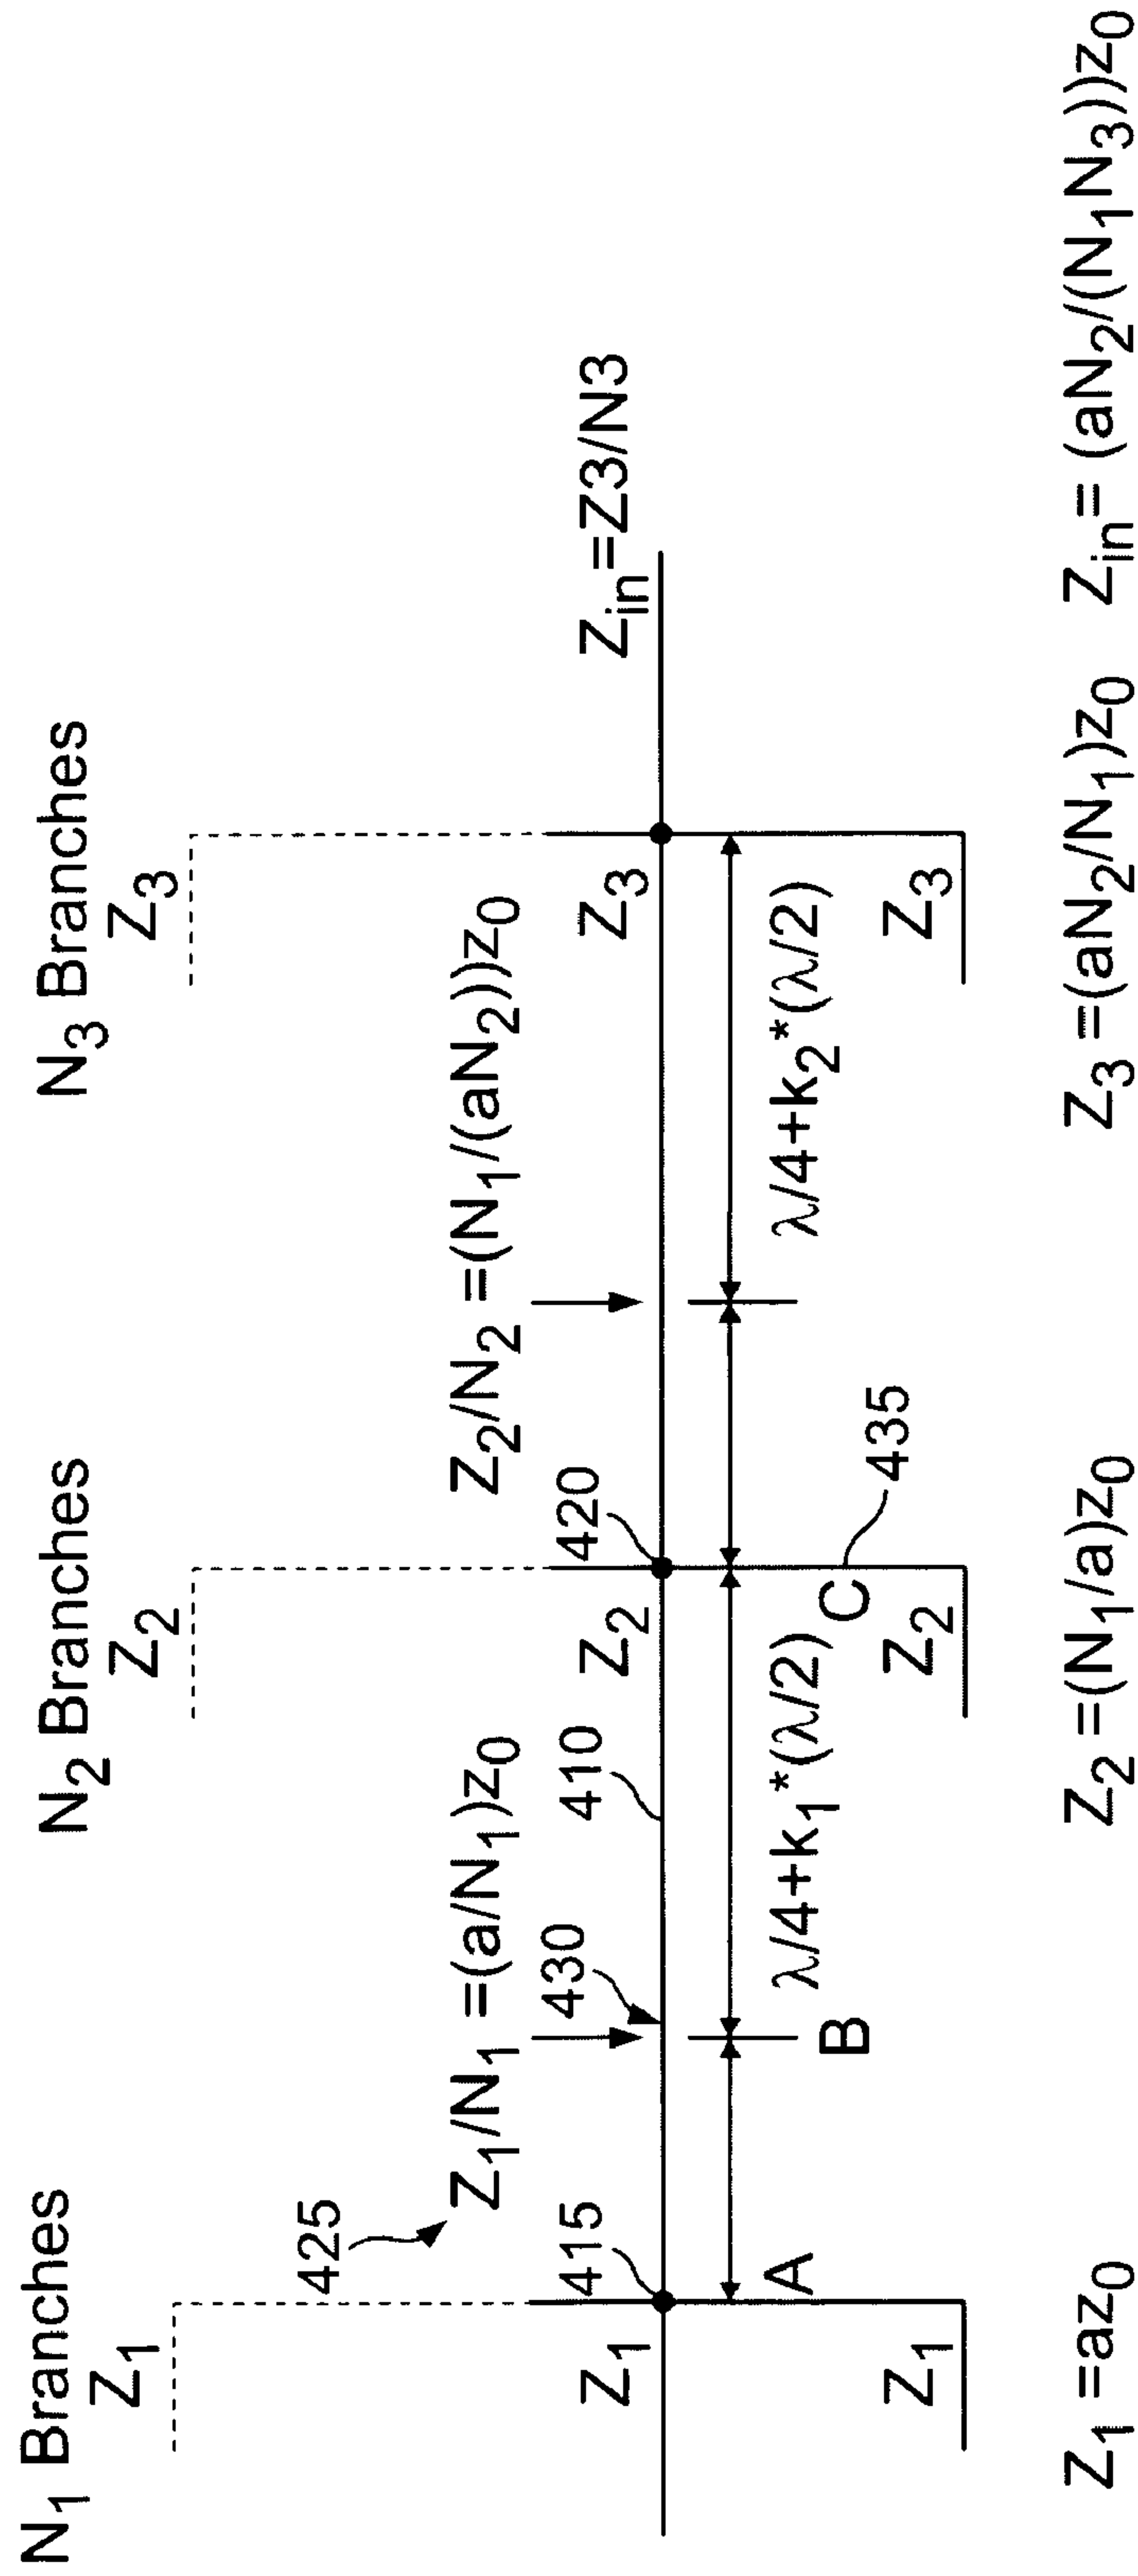 N1 Branches
N2 Branches
N3 Branches
Z1
Z2
Z3
425
Z1/N1 =(a/N1)z0
Z2/N2 =(N1/(aN2))z0
415
430
410
420
Z1
Z2
Z3
Zin=Z3/N3
A
B
λ/4+k1*(λ/2)
C
435
λ/4+k2*(λ/2)
Z1
Z2
Z3
Z1 =az0
Z2 =(N1/a)z0
Z3 =(aN2/N1)z0
Zin= (aN2/(N1N3))z0